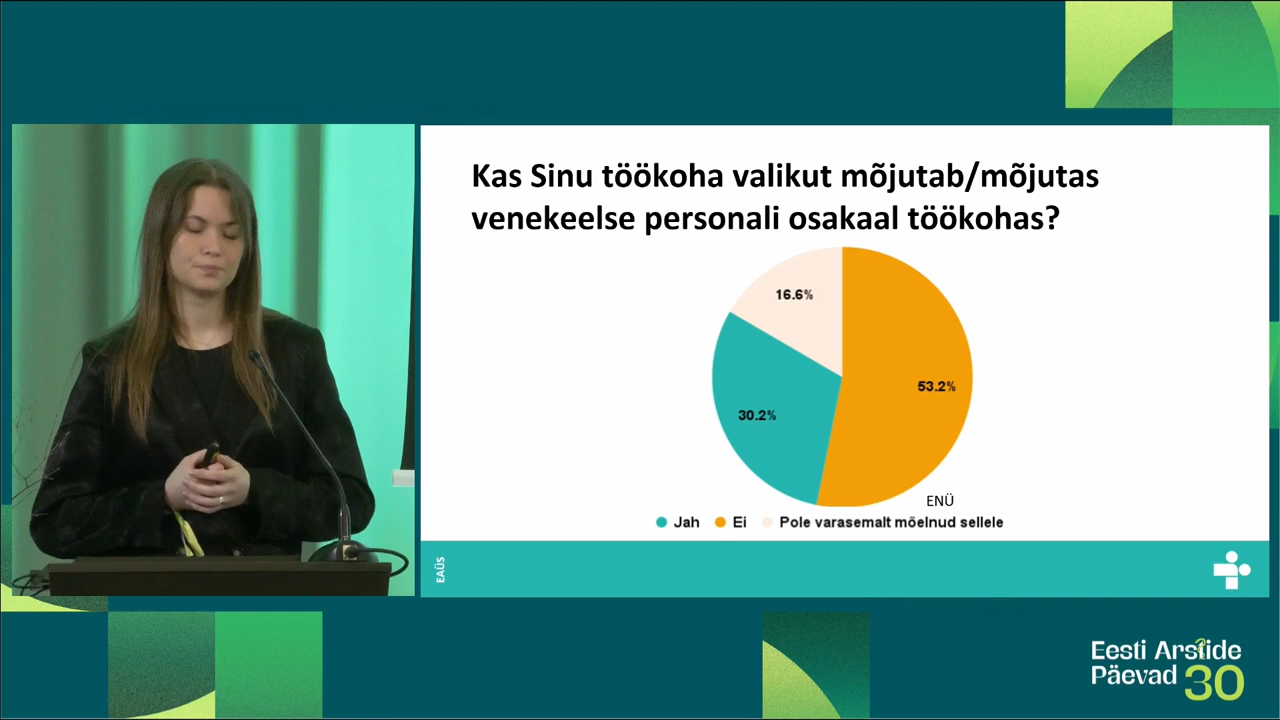 Kas Sinu töökoha valikut mõjutab/mõjutas
venekeelse personali osakaal töökohas?
16.6%
53.2%
30.2%
ENÜ
Jah Ei Pole varasemalt mõelnud sellele
EAÜS
Eesti Arstide
Päevad 30